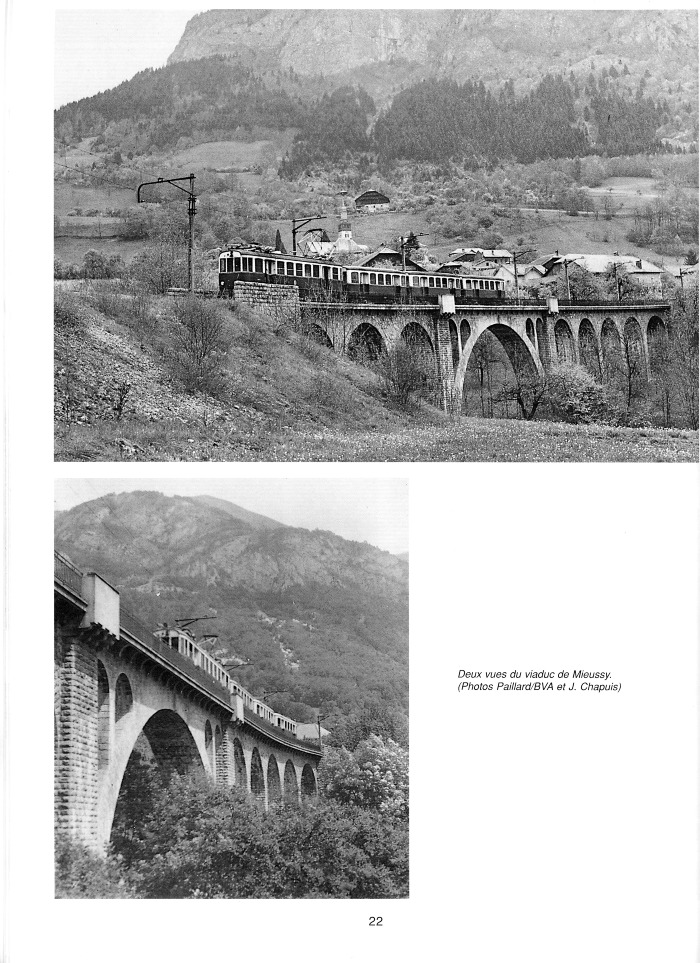 Deux vues du viaduc de Mieussy.
(Photos Paillard/BVA et J. Chapuis)
22